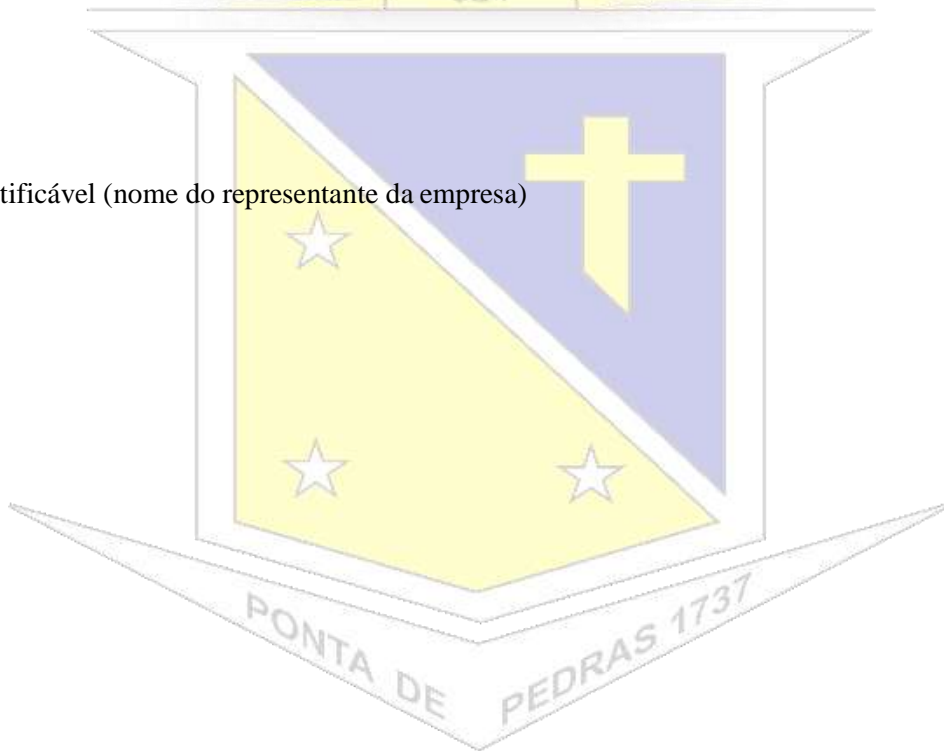 tificável (nome do representante da empresa)
PONTA DE PEDRAS 1737